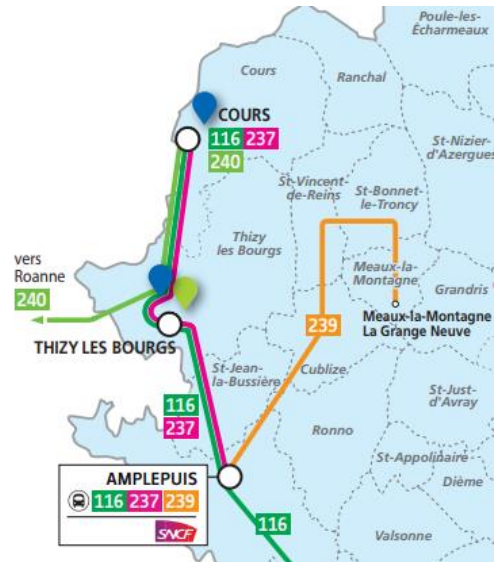 Poule-les-
Écharmeaux
Cours
Ranchal
COURS
116 237
240
St-Nizier
d'Azergues
St-Vincent-
de-Reins
St-Bonnet-
le-Troncy
Thizy
les Bourgs
vers
Roanne
240
Meaux-la-
Montagne
Grandris
Meaux-la-Montagne
La Grange Neuve
239
THIZY LES BOURGS
St-Jean-
la-Bussière
Cublize
116
237
St-Just-
d'Avray
Ronno
St-Appolinaire
Dième
AMPLEPUIS
116 237 239
SNCF
116
Valsonne